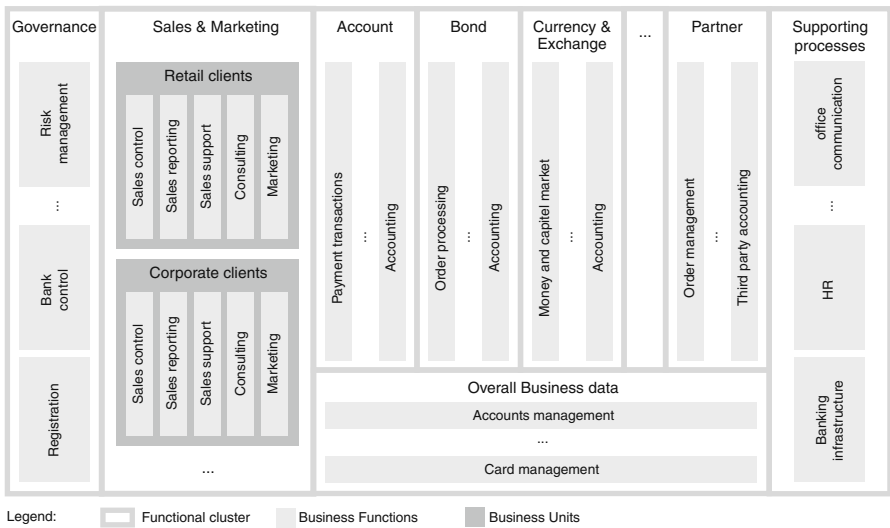 Governance
Risk
management
...
Bank
control
Registration
Sales & Marketing
Retail clients
Sales control
Sales reporting
Sales support
Consulting
Marketing
Corporate clients
Sales control
Sales reporting
Sales support
Consulting
Marketing
...
Account
Payment transactions
...
Accounting
Bond
Order processing
...
Accounting
Currency &
Exchange
Money and capitel market
...
Accounting
...
Partner
Order management
...
Third party accounting
Overall Business data
Accounts management
...
Card management
Supporting
processes
office
communication
...
HR
Banking
infrastructure
Legend:
Functional cluster
Business Functions
Business Units